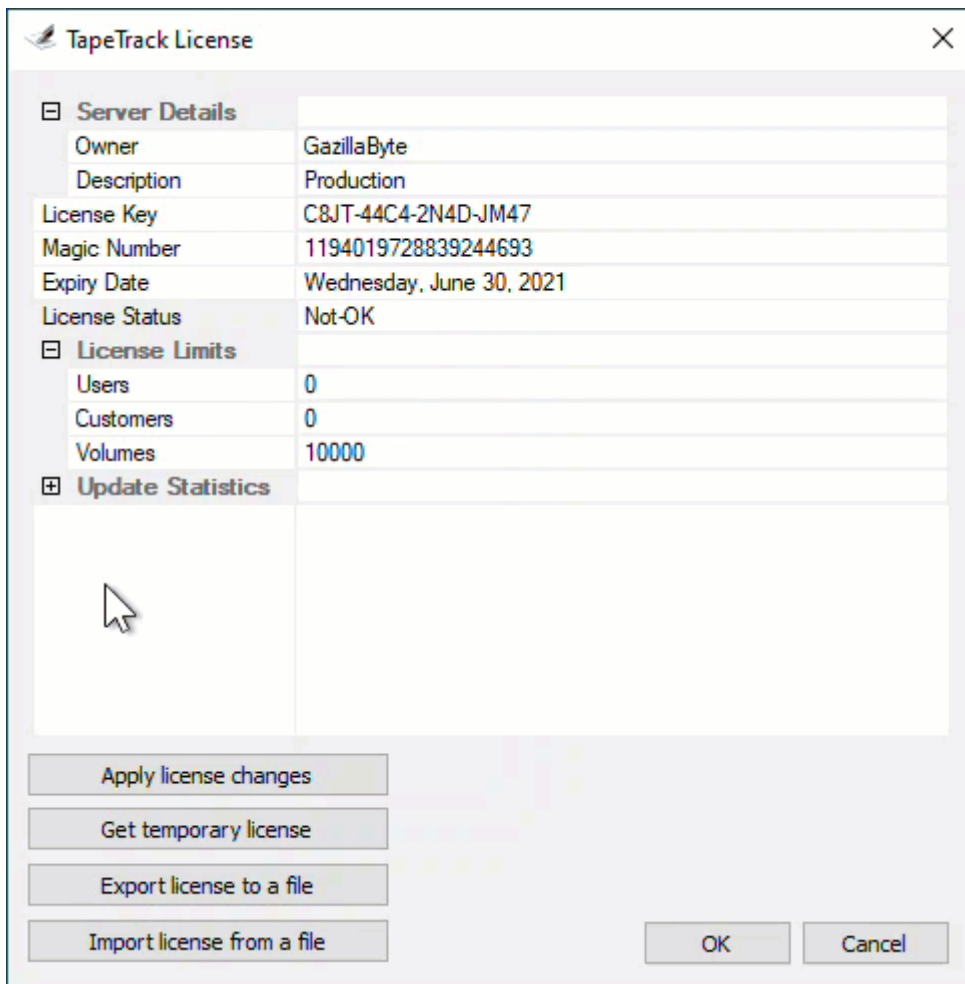 TapeTrack License
Server Details
Owner GazillaByte
Description Production
License Key C8JT-44C4-2N4D-JM47
Magic Number 1194019728839244693
Expiry Date Wednesday, June 30, 2021
License Status Not-OK
License Limits
Users 0
Customers 0
Volumes 10000
Update Statistics
Apply license changes
Get temporary license
Export license to a file
Import license from a file
OK Cancel